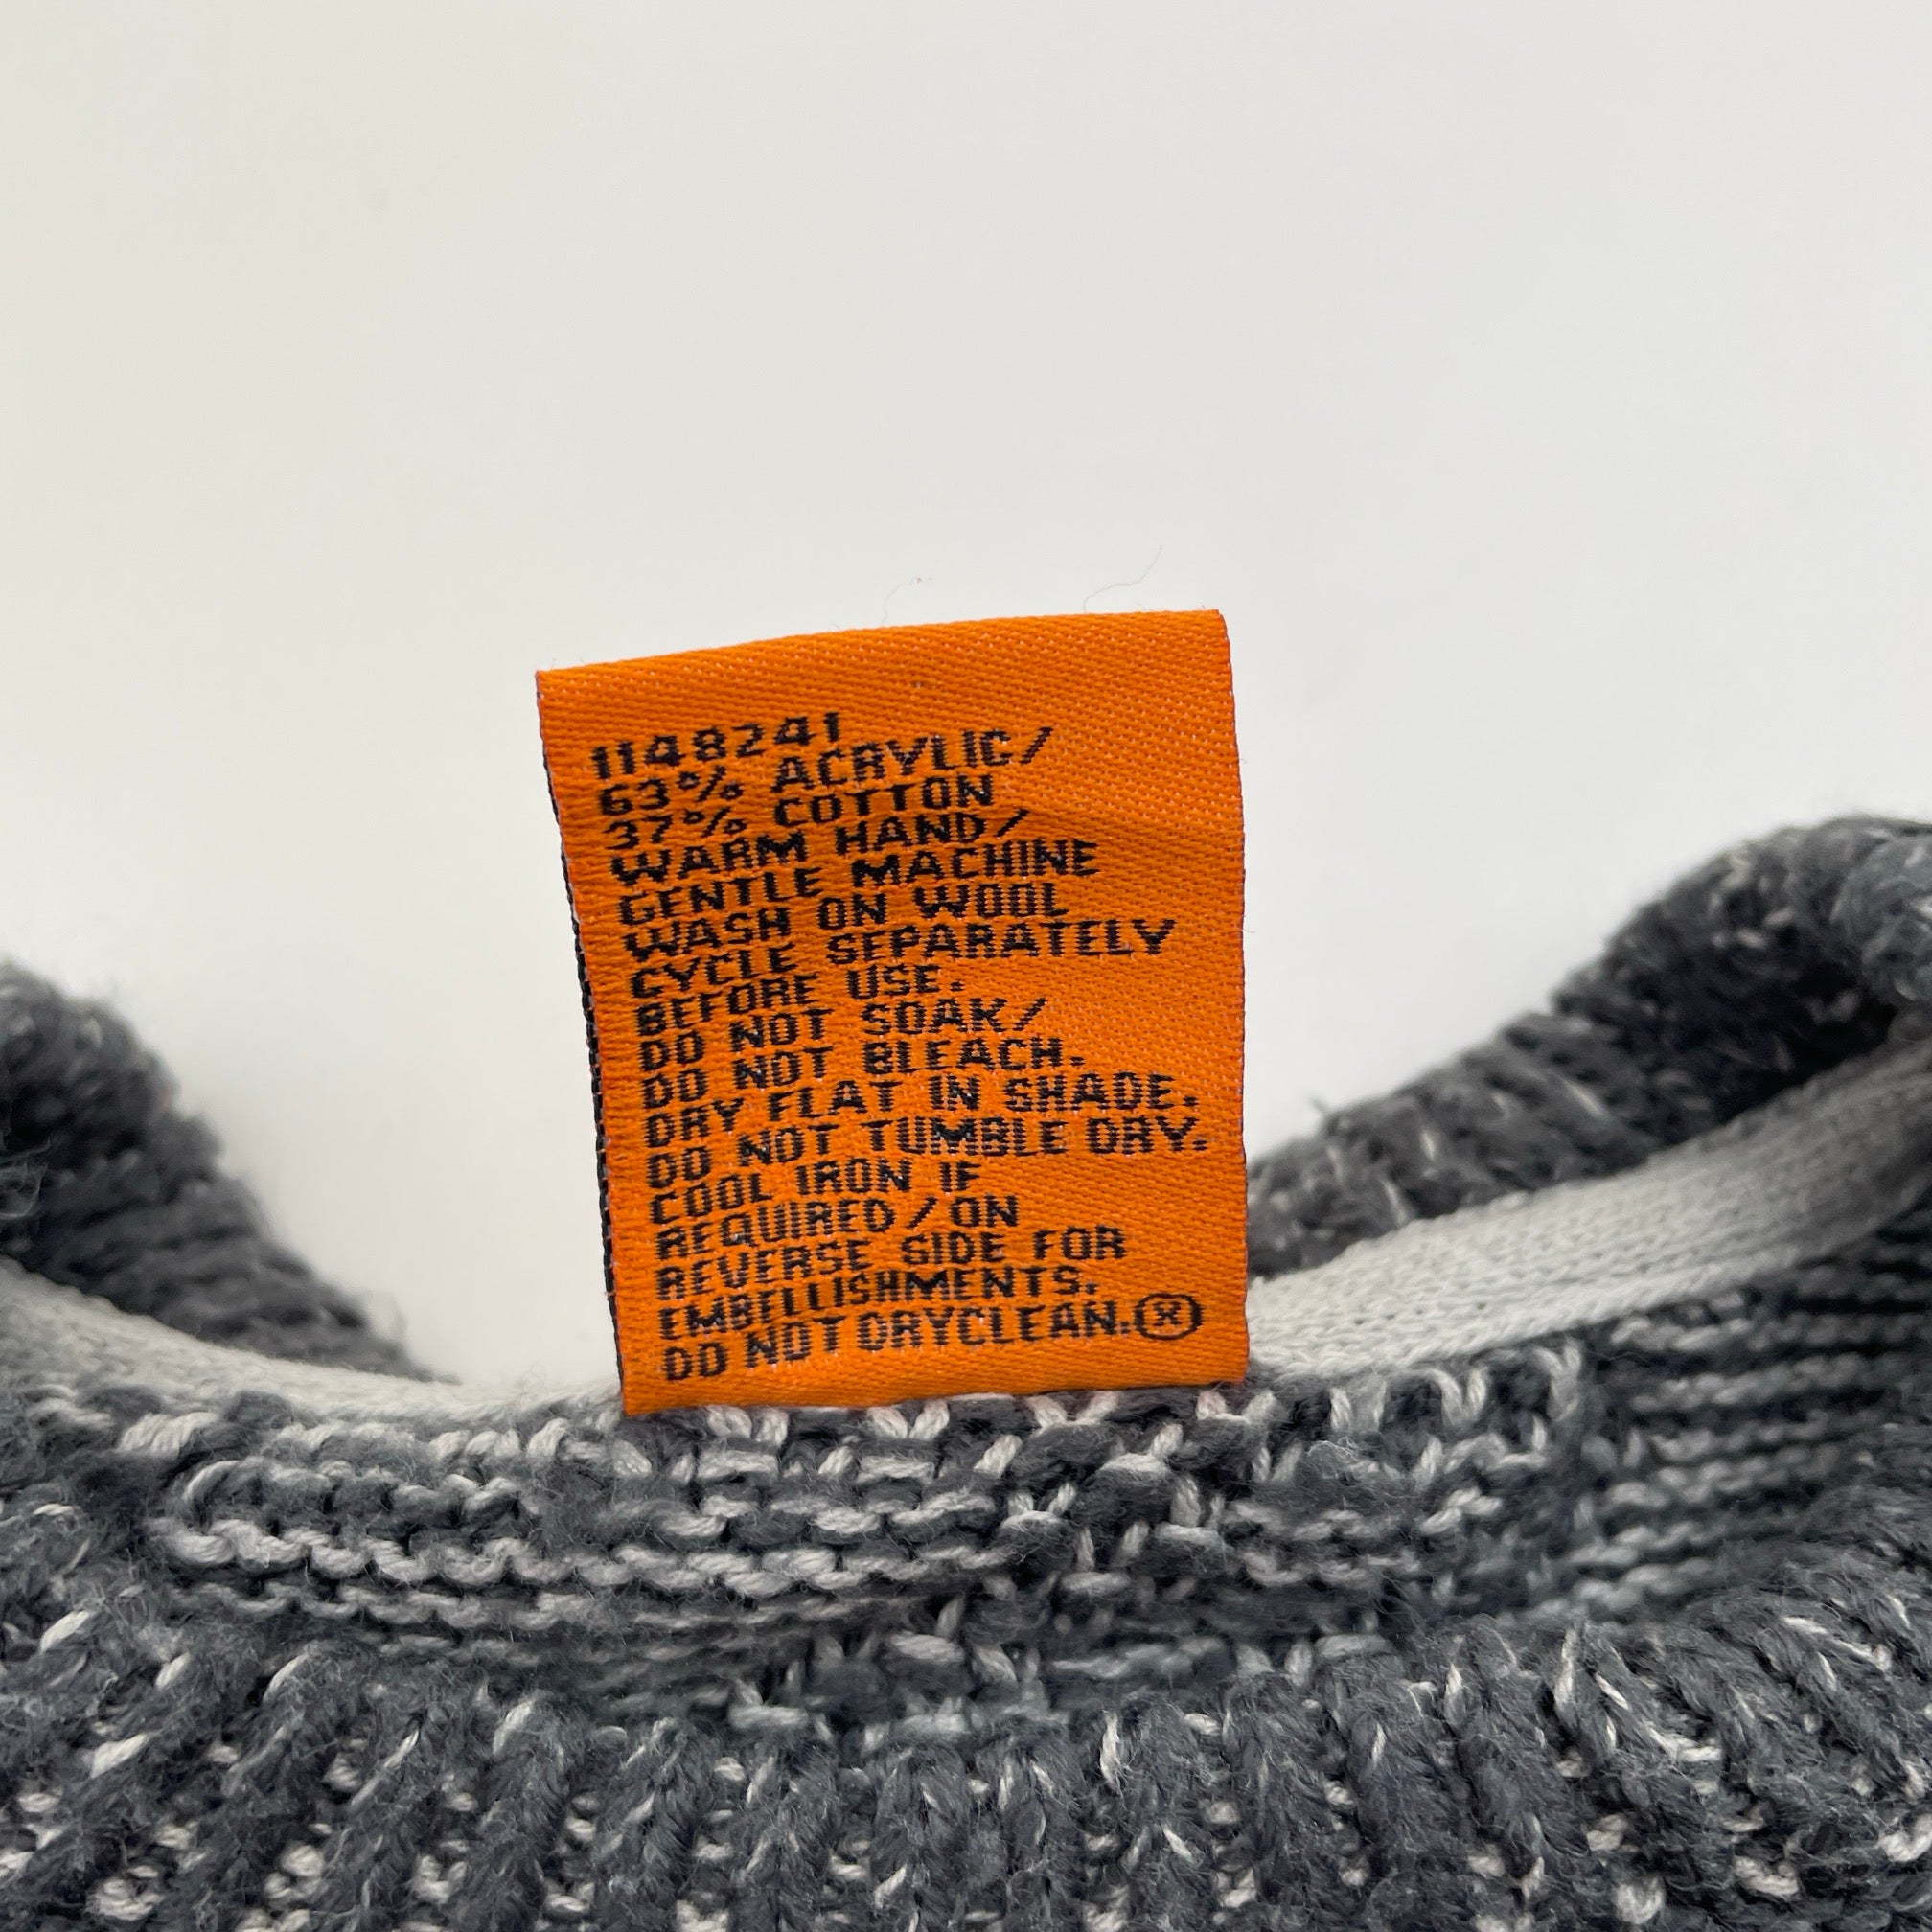 1148241
63% ACRYLIC/
37% COTTON
WARM HAND/
GENTLE MACHINE
WASH ON WOOL
CYCLE SEPARATELY
BEFORE USE.
DO NOT SOAK/
DO NOT BLEACH.
DRY FLAT IN SHADE.
DO NOT TUMBLE DRY.
COOL IRON IF
REQUIRED/ON
REVERSE SIDE FOR
EMBELLISHMENTS.
DO NOT DRYCLEAN.ⓧ